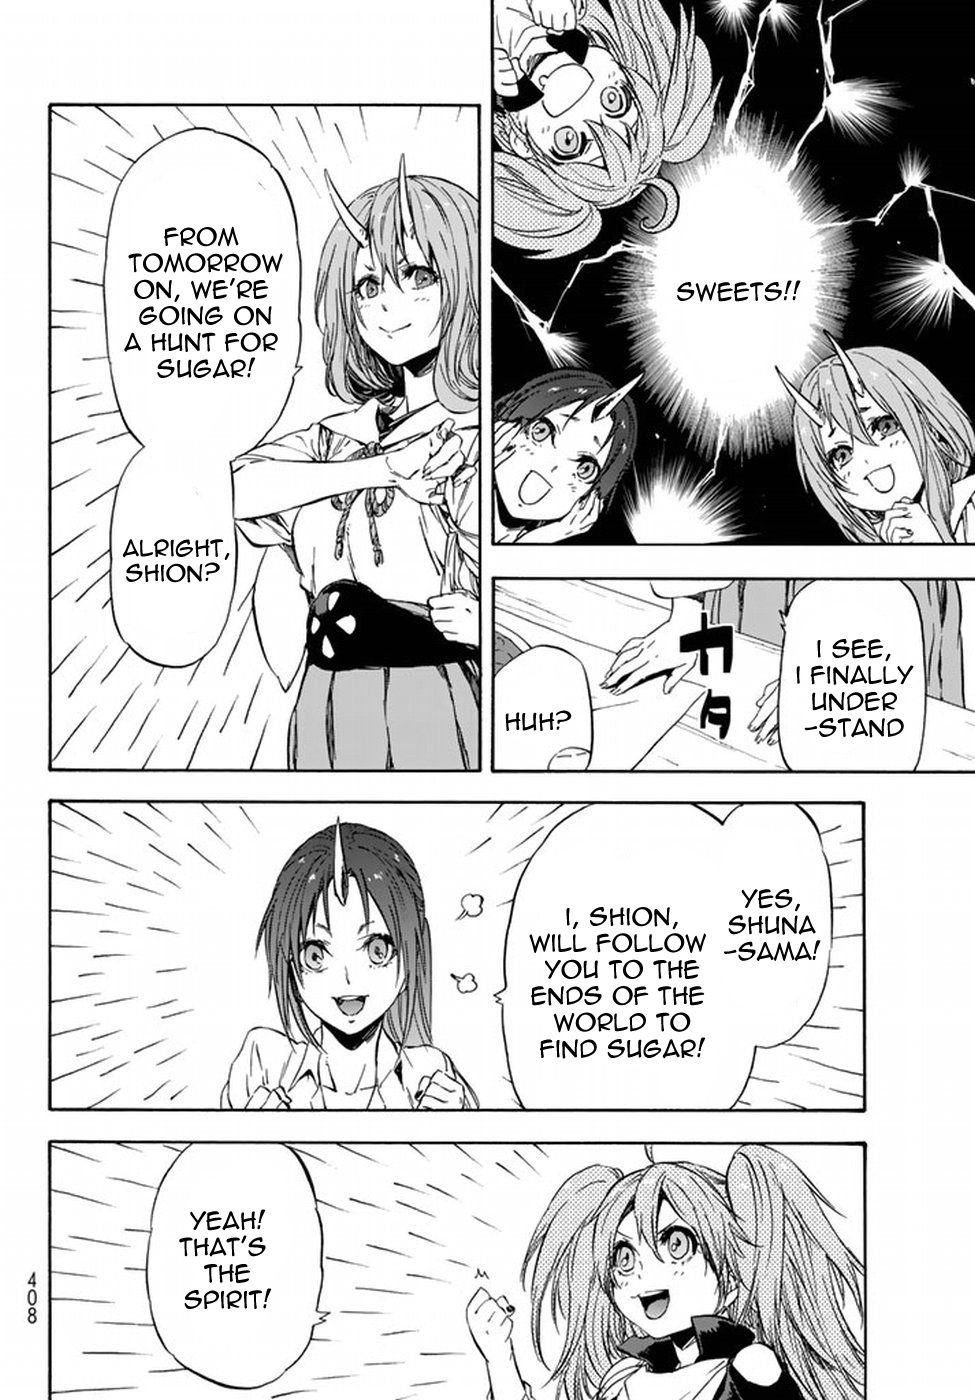 SWEETS!!
I SEE,
I FINALLY
UNDER
-STAND
ガタ
HUH?
FROM
TOMORROW
ON, WE'RE
GOING ON
A HUNT FOR
SUGAR!
ALRIGHT,
SHION?
YES,
SHUNA
-SAMA!
I, SHION,
WILL FOLLOW
YOU TO THE
ENDS OF THE
WORLD TO
FIND SUGAR!
YEAH!
THAT'S
THE
SPIRIT!
408